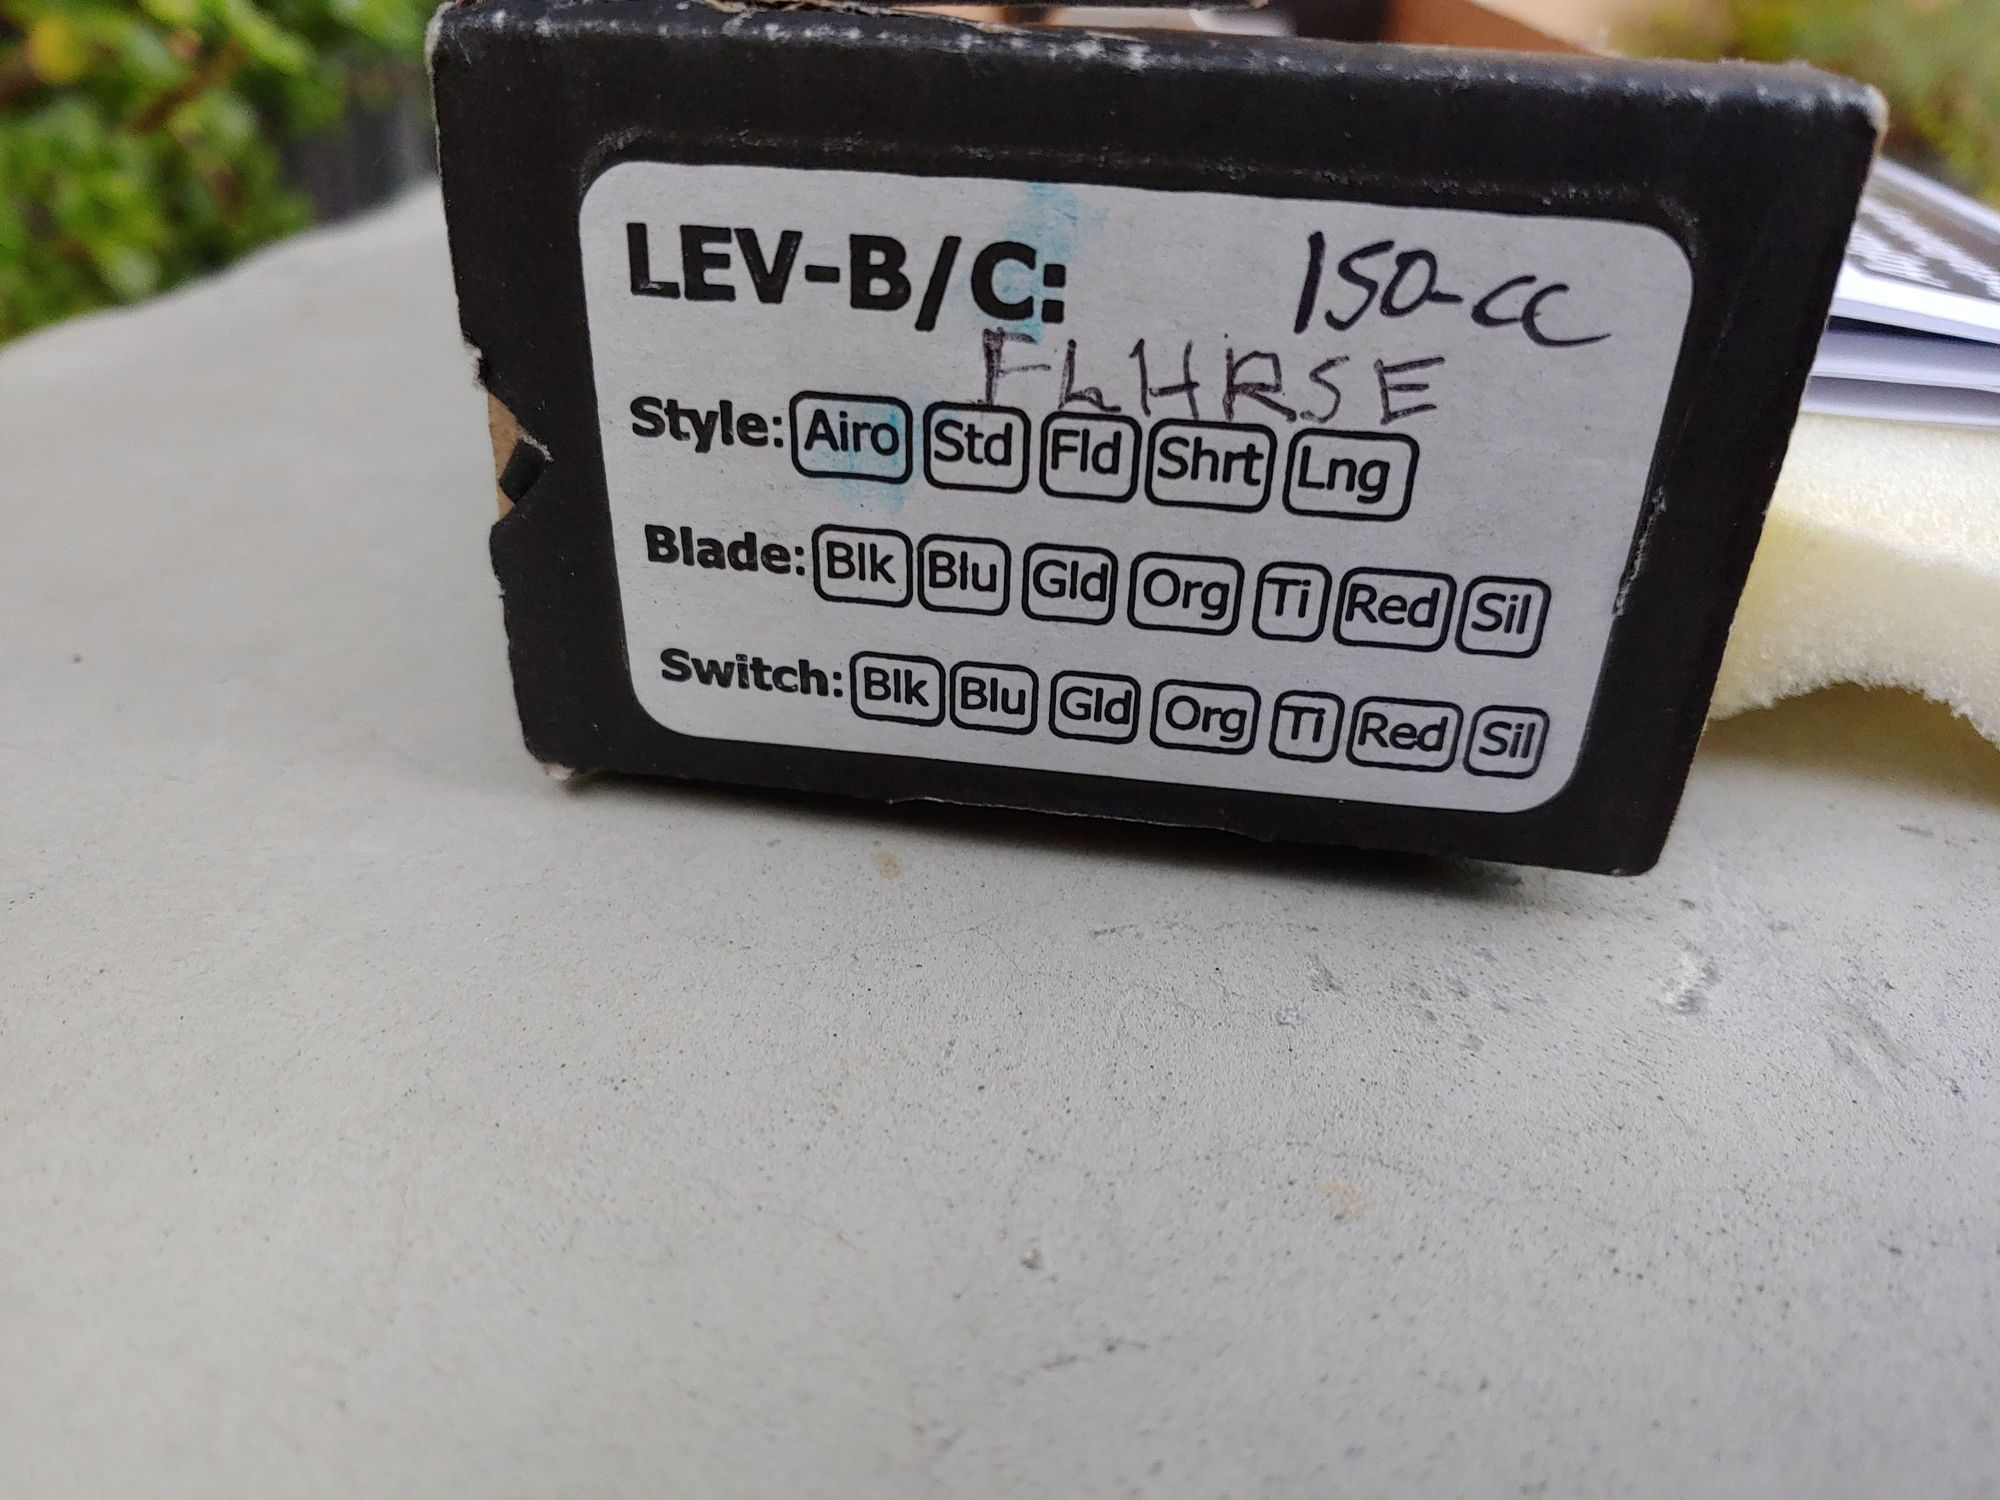 LEV-B/C: 150-CC
FLHRSE
Style: Airo Std Fld Shrt Lng
Blade: Blk Blu Gld Org Ti Red Sil
Switch: Blk Blu Gld Org Ti Red Sil